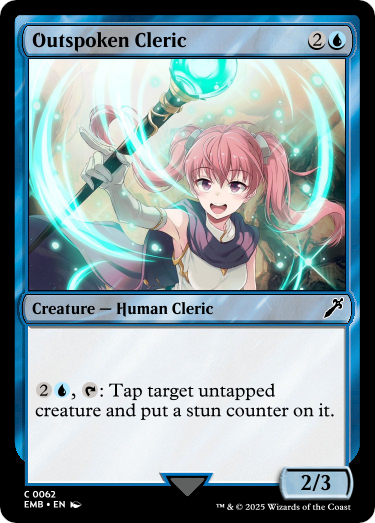 Outspoken Cleric 2
Creature — Human Cleric
2, : Tap target untapped
creature and put a stun counter on it.
2/3
C 0062
EMB • EN
™ & © 2025 Wizards of the Coast